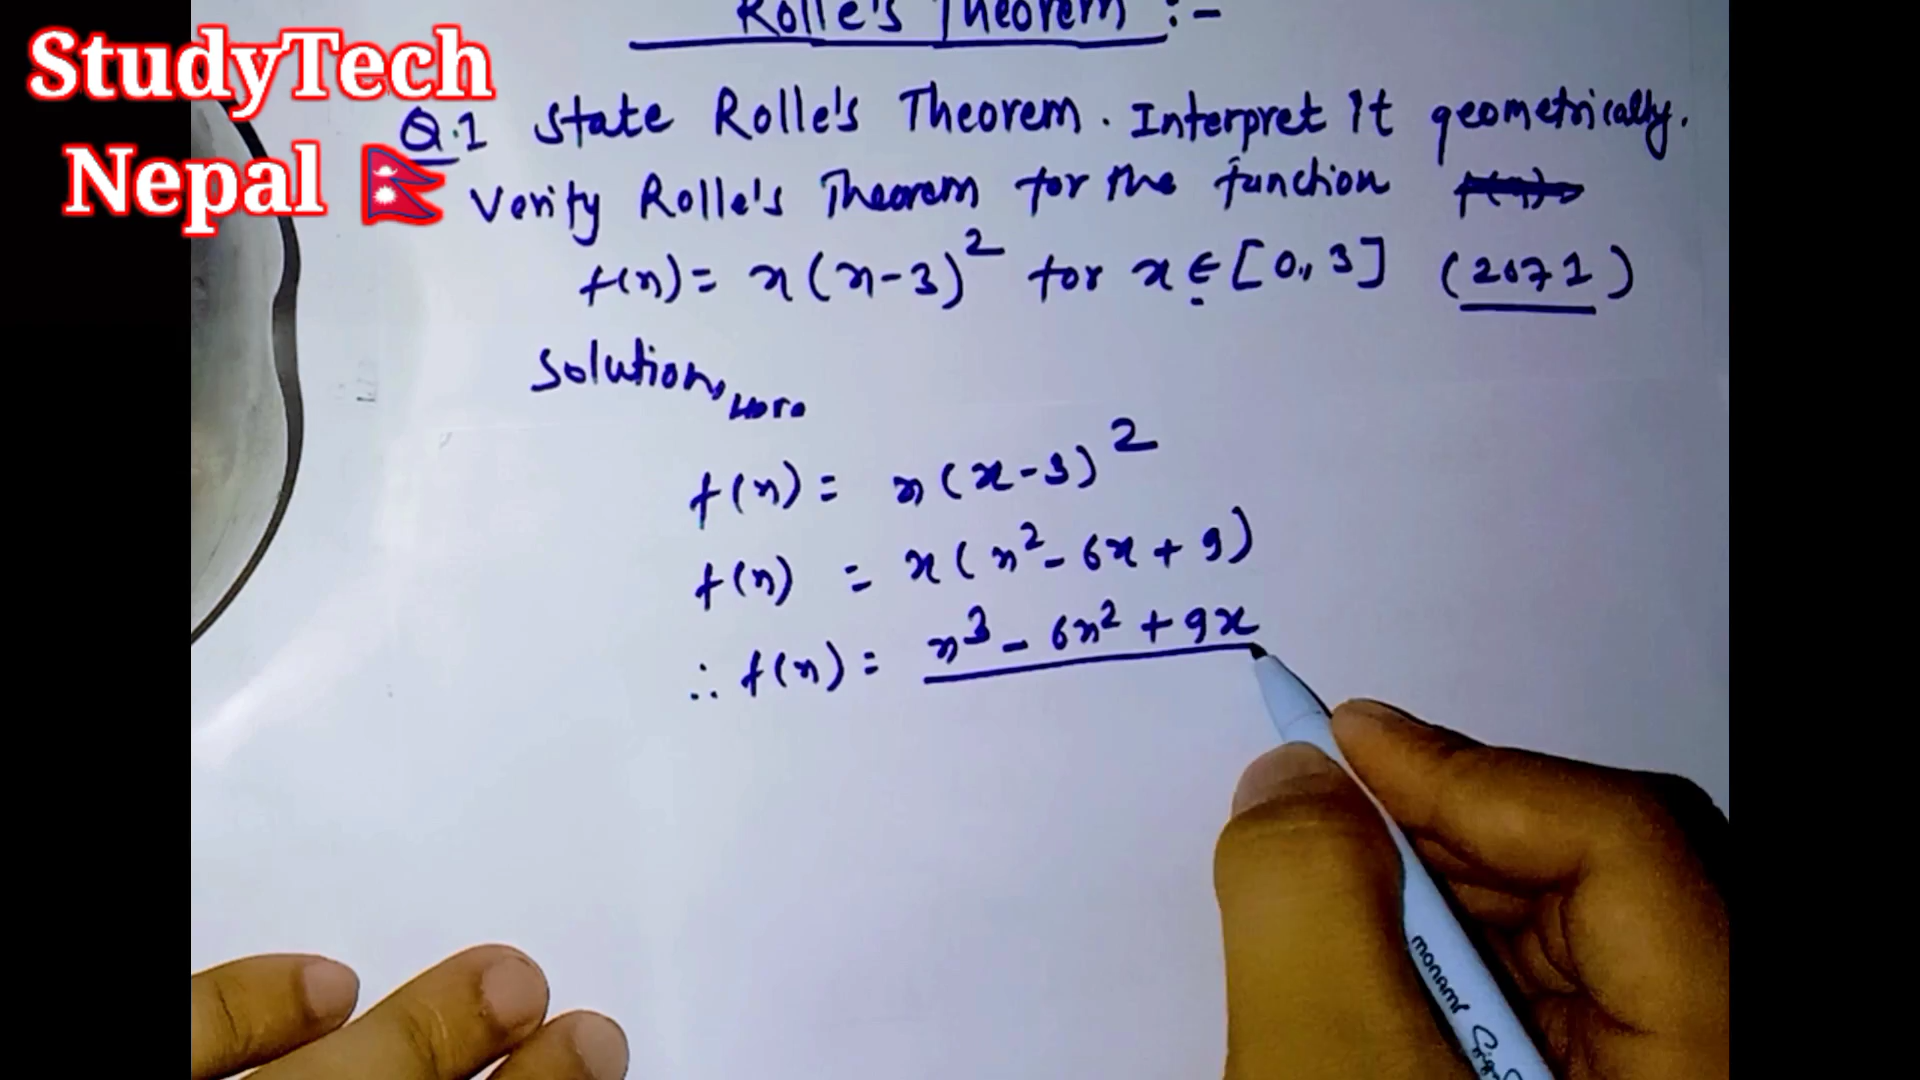 Rolle's Theorem :-
StudyTech
Nepal
Q.1 State Rolle's Theorem. Interpret it geometrically.
Verify Rolle's Theorem for the function
f(x) = x(x-3)² for x ∈ [0, 3] (2071)
Solution, Here
f(x) = x(x-3)²
f(x) = x(x² - 6x + 9)
∴ f(x) = x³ - 6x² + 9x
monami